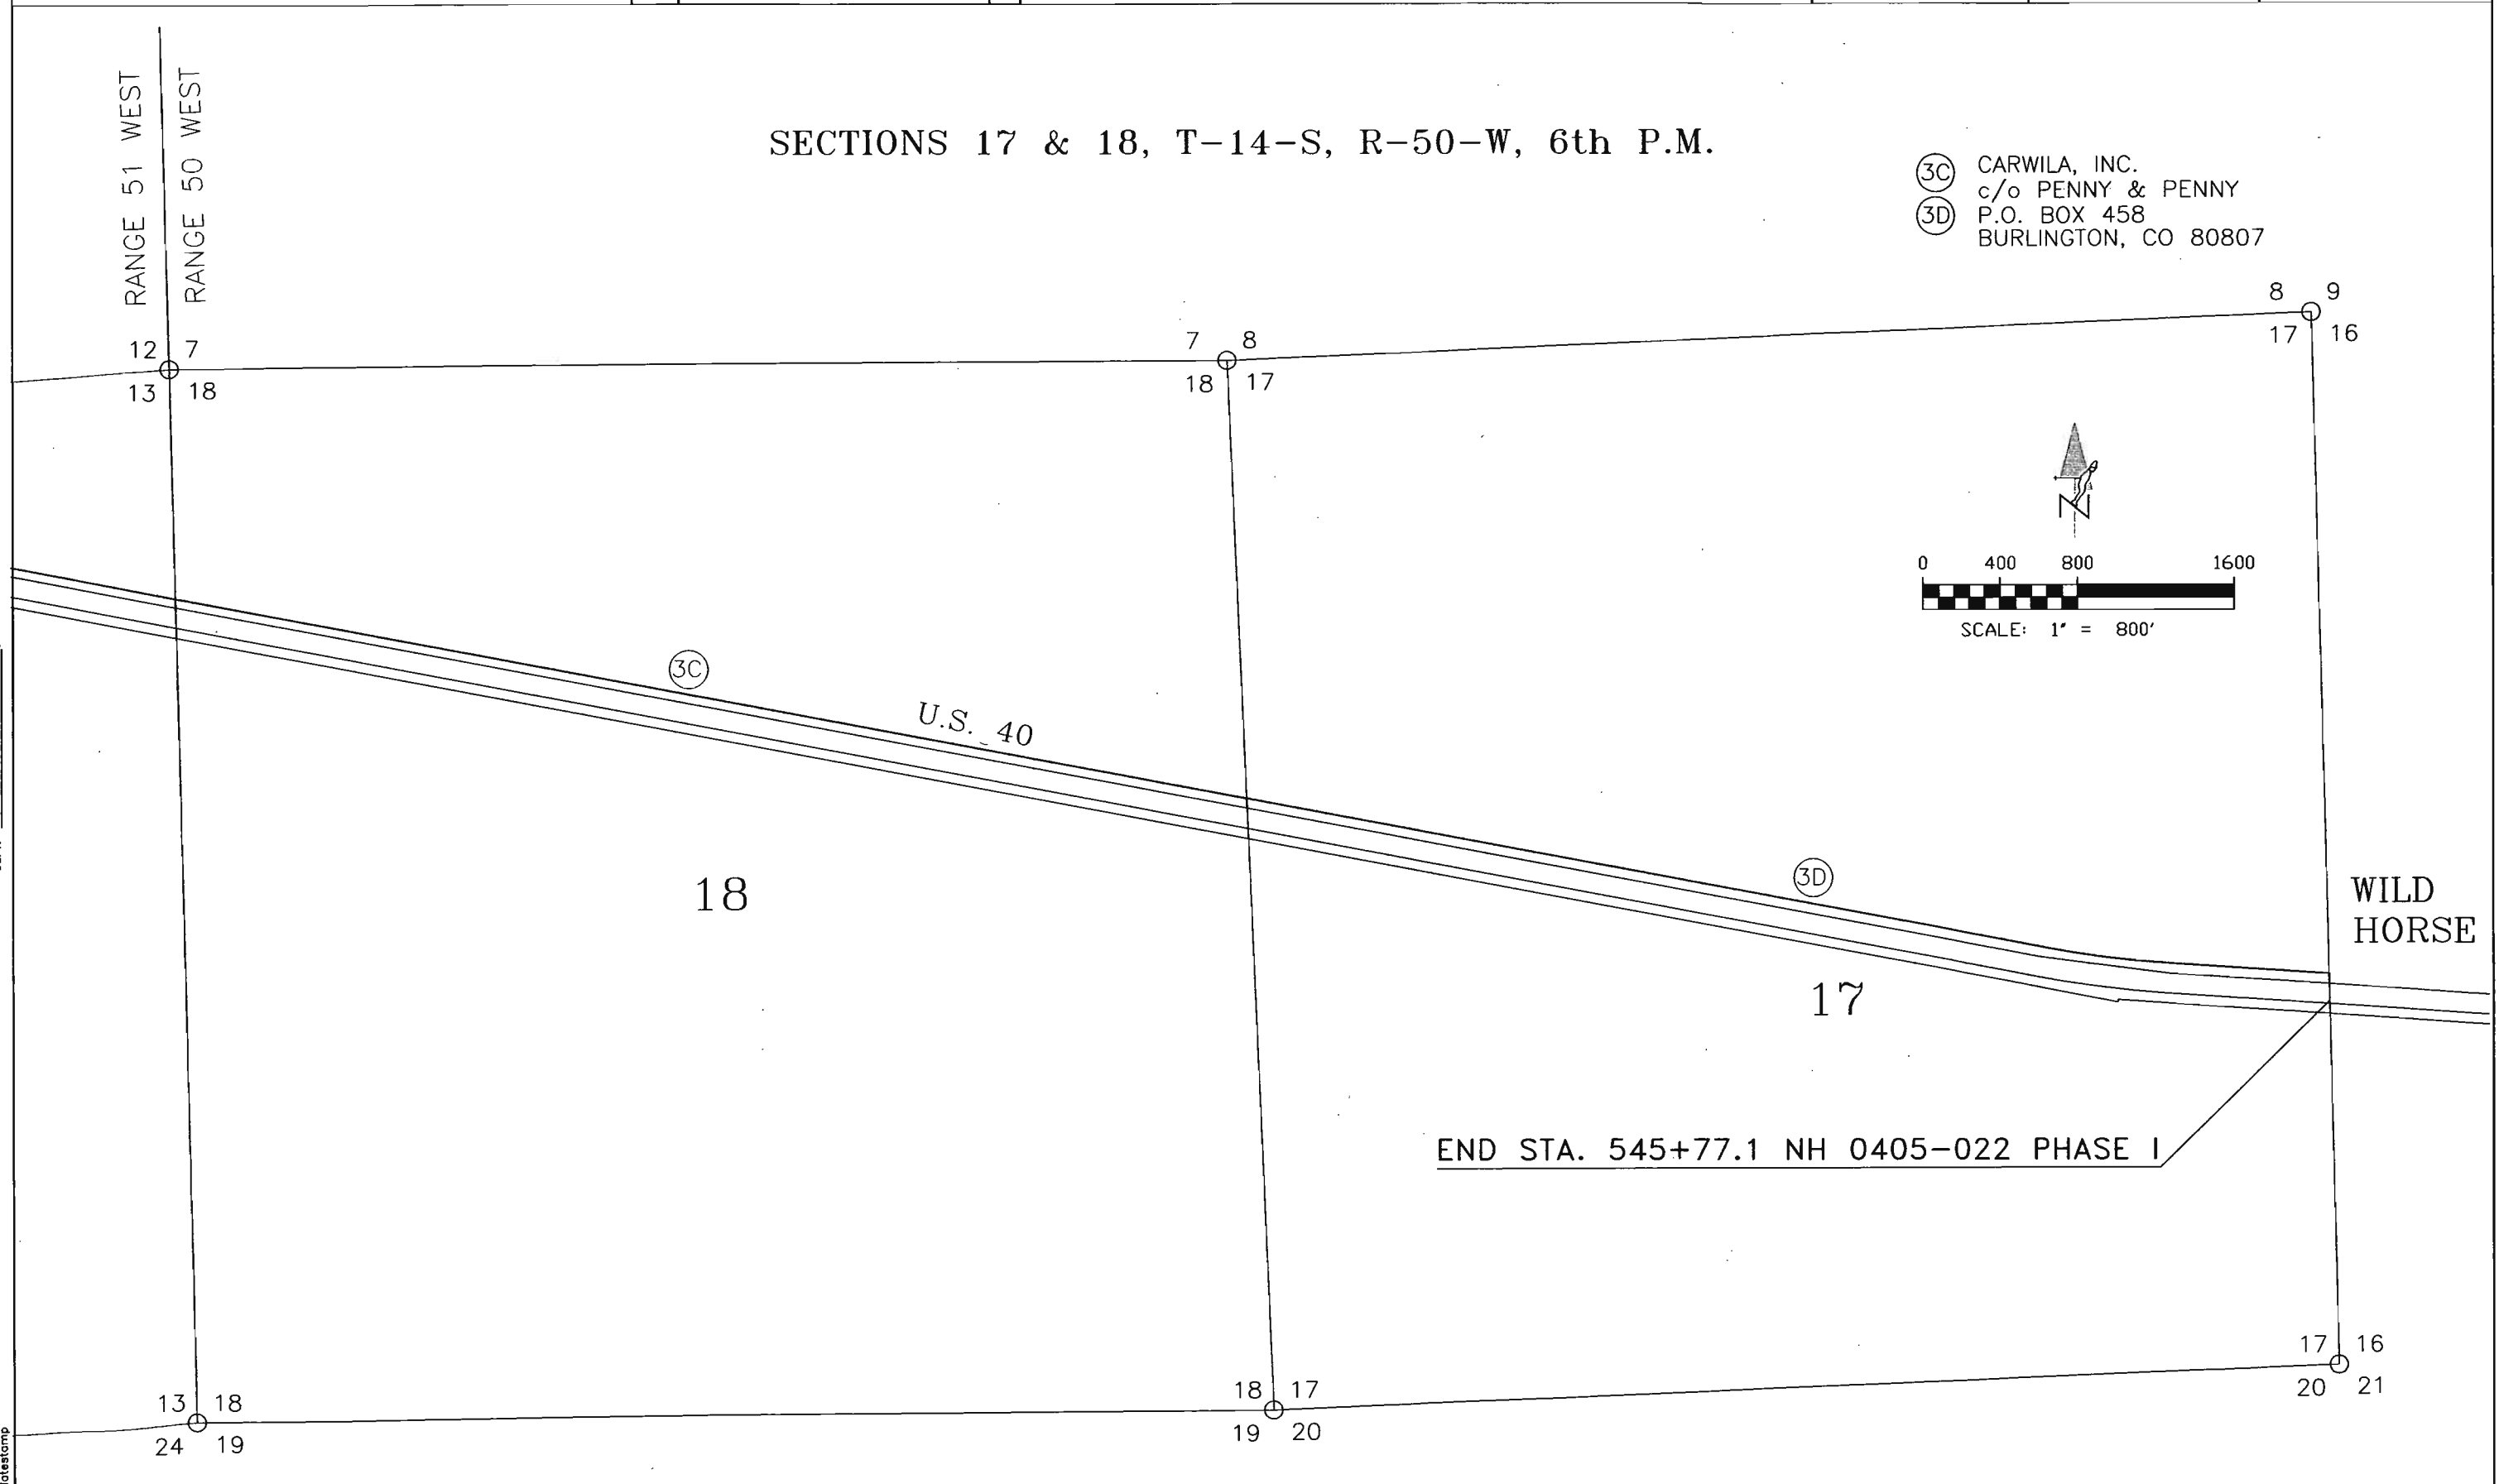 RANGE 51 WEST
RANGE 50 WEST
SECTIONS 17 & 18, T-14-S, R-50-W, 6th P.M.
3C CARWILA, INC.
c/o PENNY & PENNY
3D P.O. BOX 458
BURLINGTON, CO 80807
8 9
17 16
7 8
18 17
12 7
13 18
N
0 400 800 1600
SCALE: 1" = 800'
3C
U.S. 40
3D
18
WILD
HORSE
17
END STA. 545+77.1 NH 0405-022 PHASE I
17 16
20 21
18 17
19 20
13 18
24 19